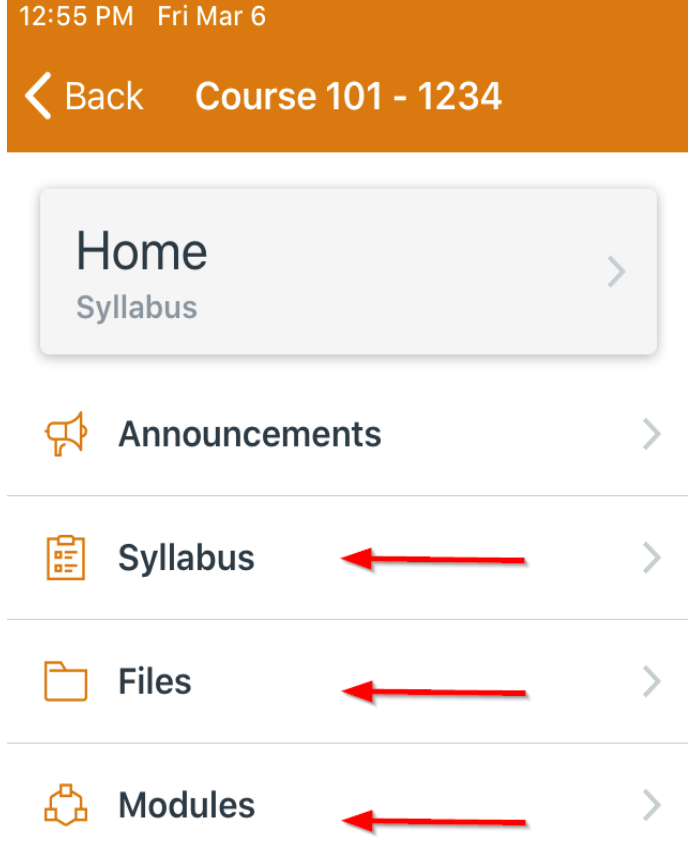 12:55 PM Fri Mar 6
Back Course 101 - 1234
Home
Syllabus
Announcements
Syllabus
Files
Modules